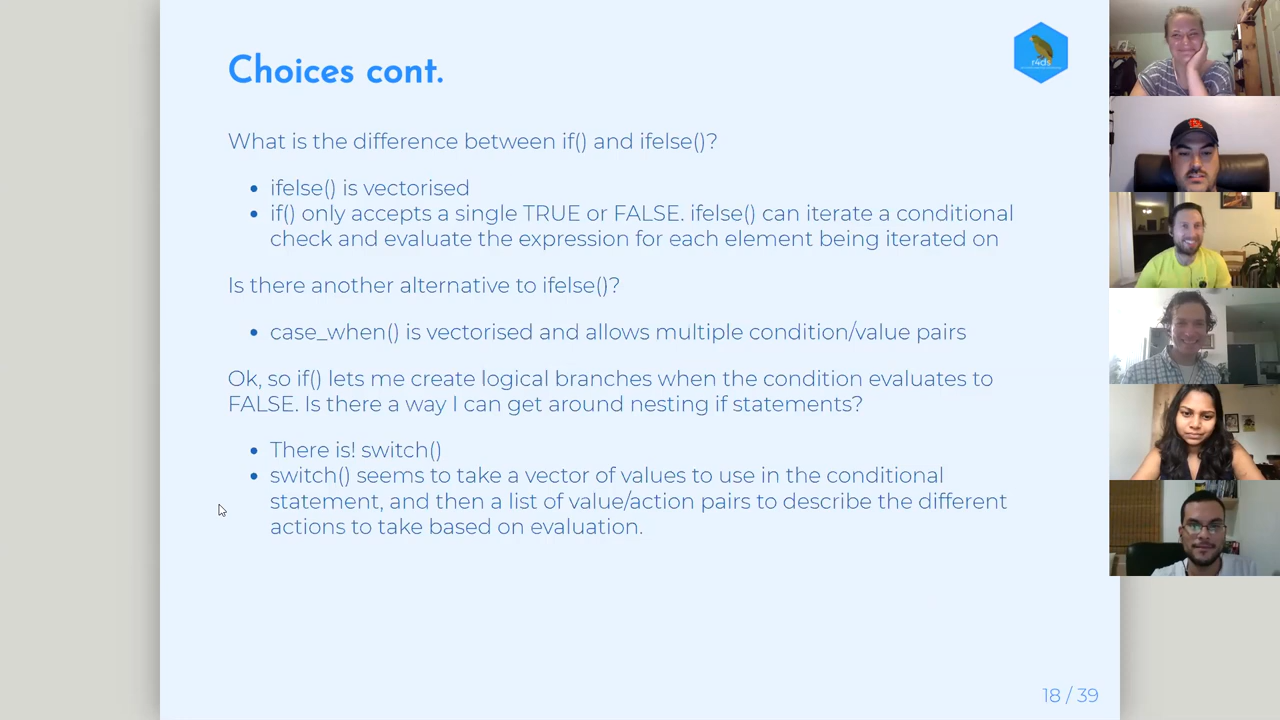 Choices cont.
r4ds
What is the difference between if() and ifelse()?
ifelse() is vectorised
if() only accepts a single TRUE or FALSE. ifelse() can iterate a conditional
check and evaluate the expression for each element being iterated on
Is there another alternative to ifelse()?
case_when() is vectorised and allows multiple condition/value pairs
Ok, so if() lets me create logical branches when the condition evaluates to
FALSE. Is there a way I can get around nesting if statements?
There is! switch()
switch() seems to take a vector of values to use in the conditional
statement, and then a list of value/action pairs to describe the different
actions to take based on evaluation.
18 / 39